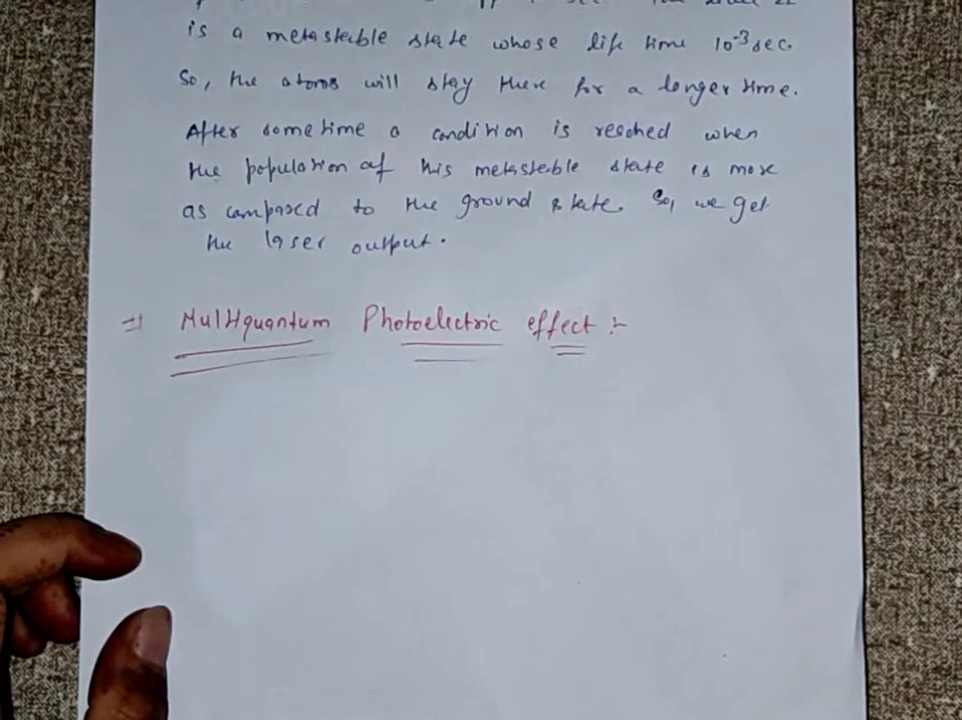 is a metastable state whose life time 10⁻³ sec.
So, the atoms will stay there for a longer time.
After sometime a condition is reached when
the population of this metastable state is more
as compared to the ground state. So, we get
the laser output.
⇒ Multiquantum Photoelectric effect :-